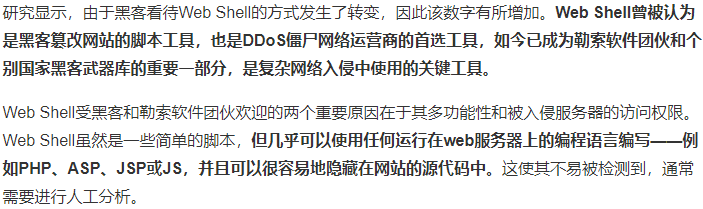 研究显示，由于黑客看待Web Shell的方式发生了转变，因此该数字有所增加。Web Shell曾被认为
是黑客篡改网站的脚本工具，也是DDoS僵尸网络运营商的首选工具，如今已成为勒索软件团伙和个
别国家黑客武器库的重要一部分，是复杂网络入侵中使用的关键工具。
Web Shell受黑客和勒索软件团伙欢迎的两个重要原因在于其多功能性和被入侵服务器的访问权限。
Web Shell虽然是一些简单的脚本，但几乎可以使用任何运行在web服务器上的编程语言编写——例
如PHP、ASP、JSP或JS，并且可以很容易地隐藏在网站的源代码中。这使其不易被检测到，通常
需要进行人工分析。